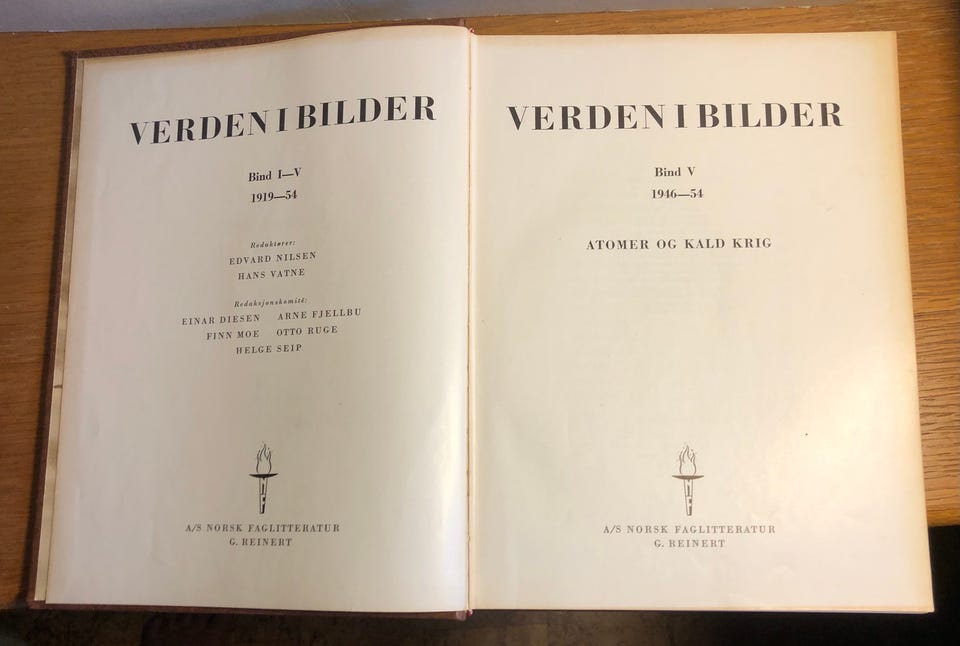 VERDEN I BILDER
Bind I—V
1919—54
Redaktører:
EDVARD NILSEN
HANS VATNE
Redaksjonskomité:
EINAR DIESEN ARNE FJELLBU
FINN MOE OTTO RUGE
HELGE SEIP
A/S NORSK FAGLITTERATUR
G. REINERT
VERDEN I BILDER
Bind V
1946—54
ATOMER OG KALD KRIG
A/S NORSK FAGLITTERATUR
G. REINERT